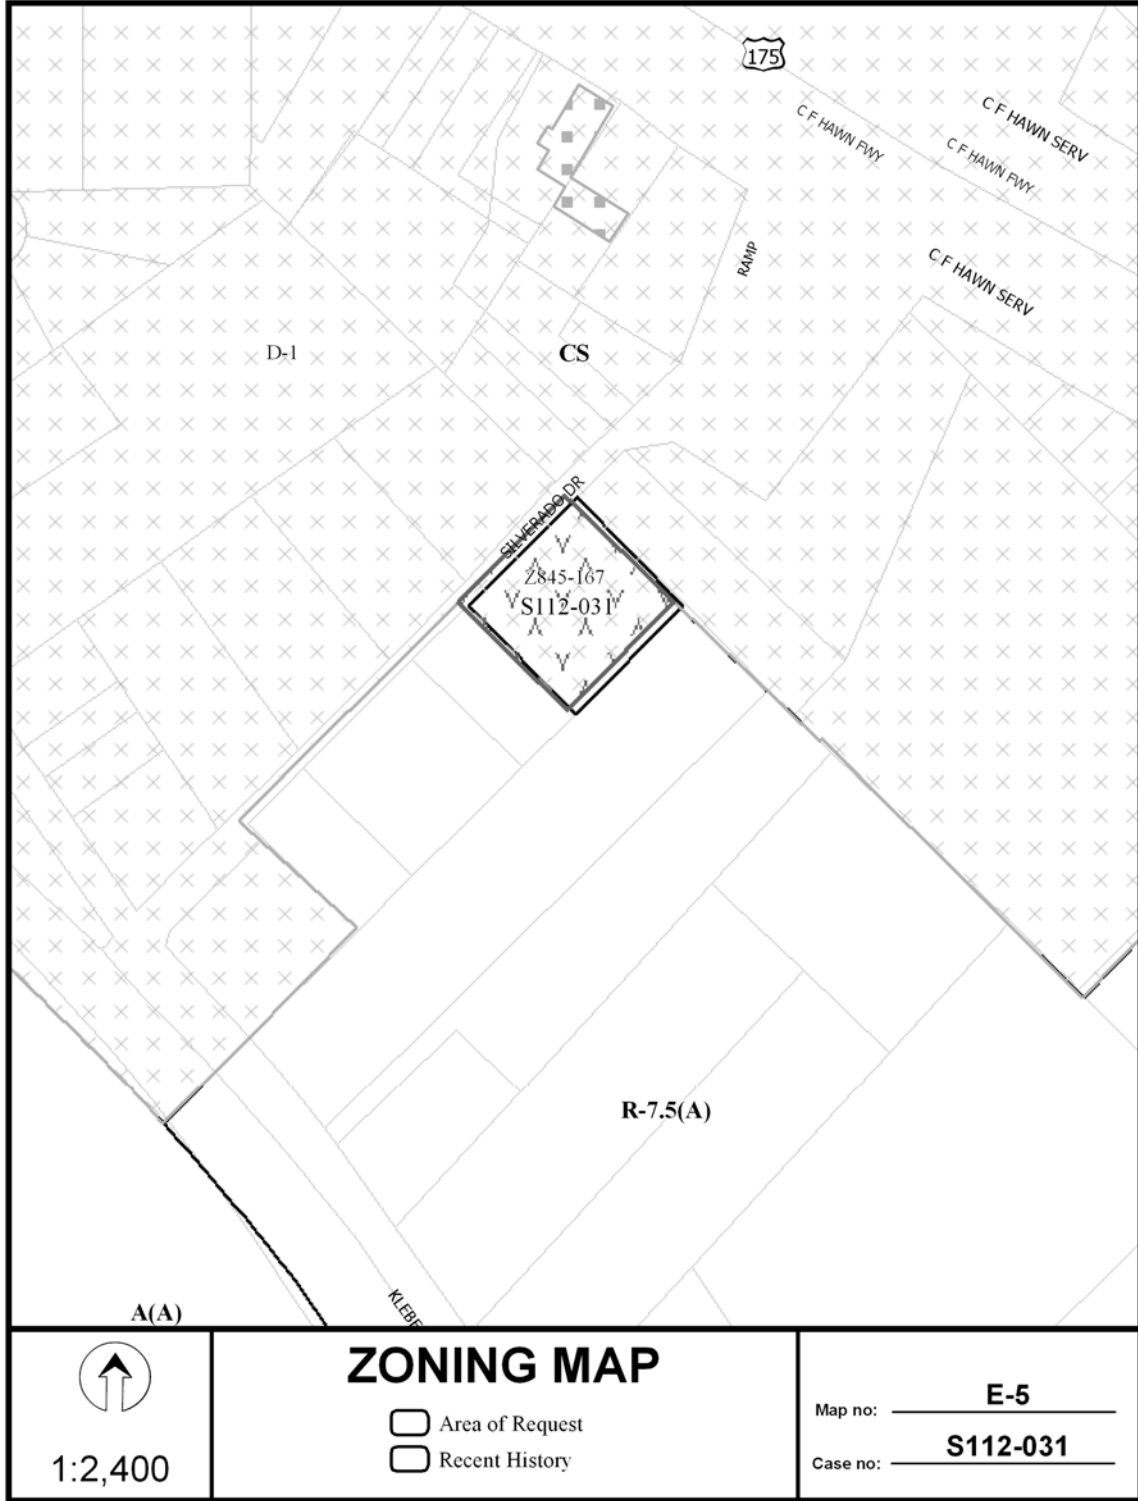 175
C F HAWN SERV
C F HAWN FWY
C F HAWN FWY
RAMP
C F HAWN SERV
D-1
CS
SILVERADO DR
Z845-167
S112-031
R-7.5(A)
A(A)
KLEBE
ZONING MAP
Area of Request
Recent History
1:2,400
Map no: E-5
Case no: S112-031